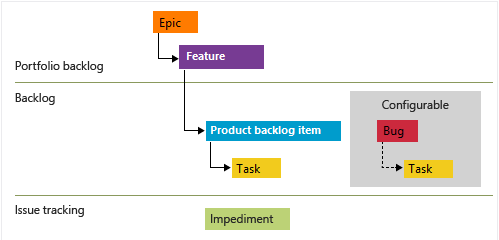 Epic
Feature
Portfolio backlog
Backlog
Configurable
Product backlog item
Bug
Task
Task
Issue tracking
Impediment